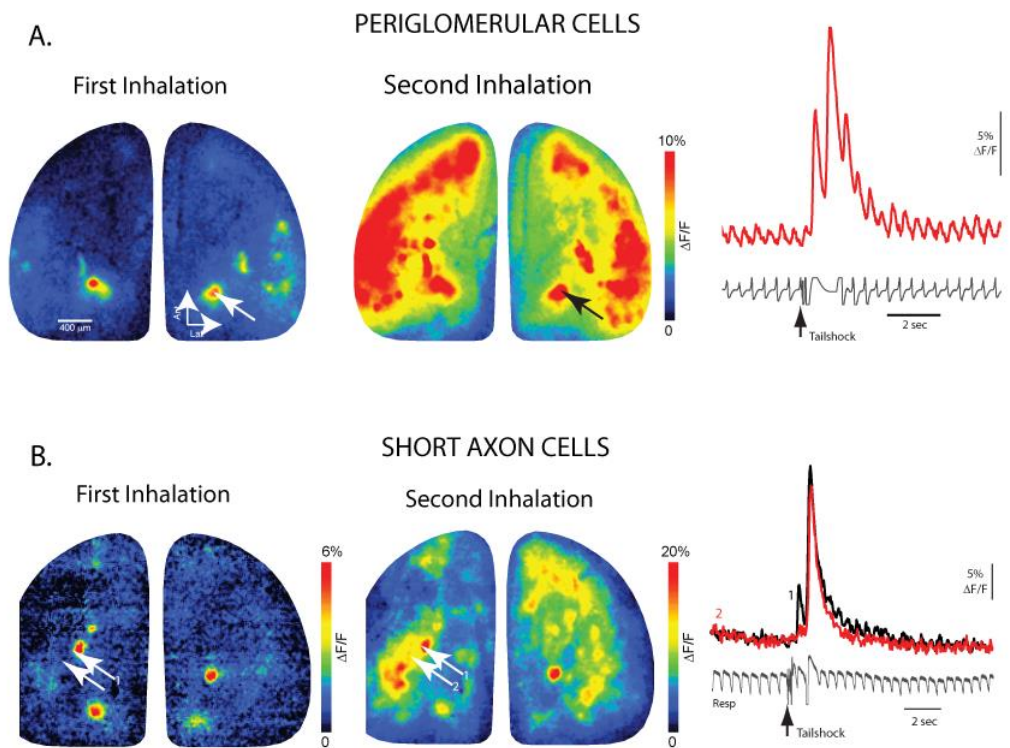 PERIGLOMERULAR CELLS
A.
First Inhalation
Second Inhalation
400 µm
Lat
10%
ΔF/F
0
5%
ΔF/F
2 sec
Tailshock
SHORT AXON CELLS
B.
First Inhalation
Second Inhalation
1
6%
ΔF/F
0
1
2
20%
ΔF/F
0
1
2
5%
ΔF/F
Resp
2 sec
Tailshock